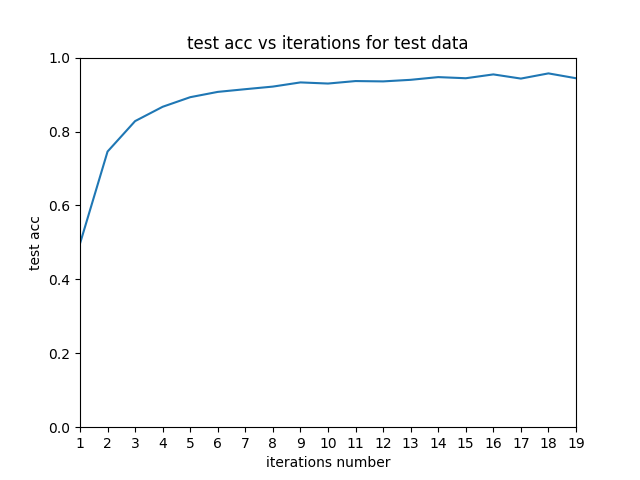 test acc vs iterations for test data
1.0
0.8
0.6
0.4
0.2
0.0
test acc
1 2 3 4 5 6 7 8 9 10 11 12 13 14 15 16 17 18 19
iterations number